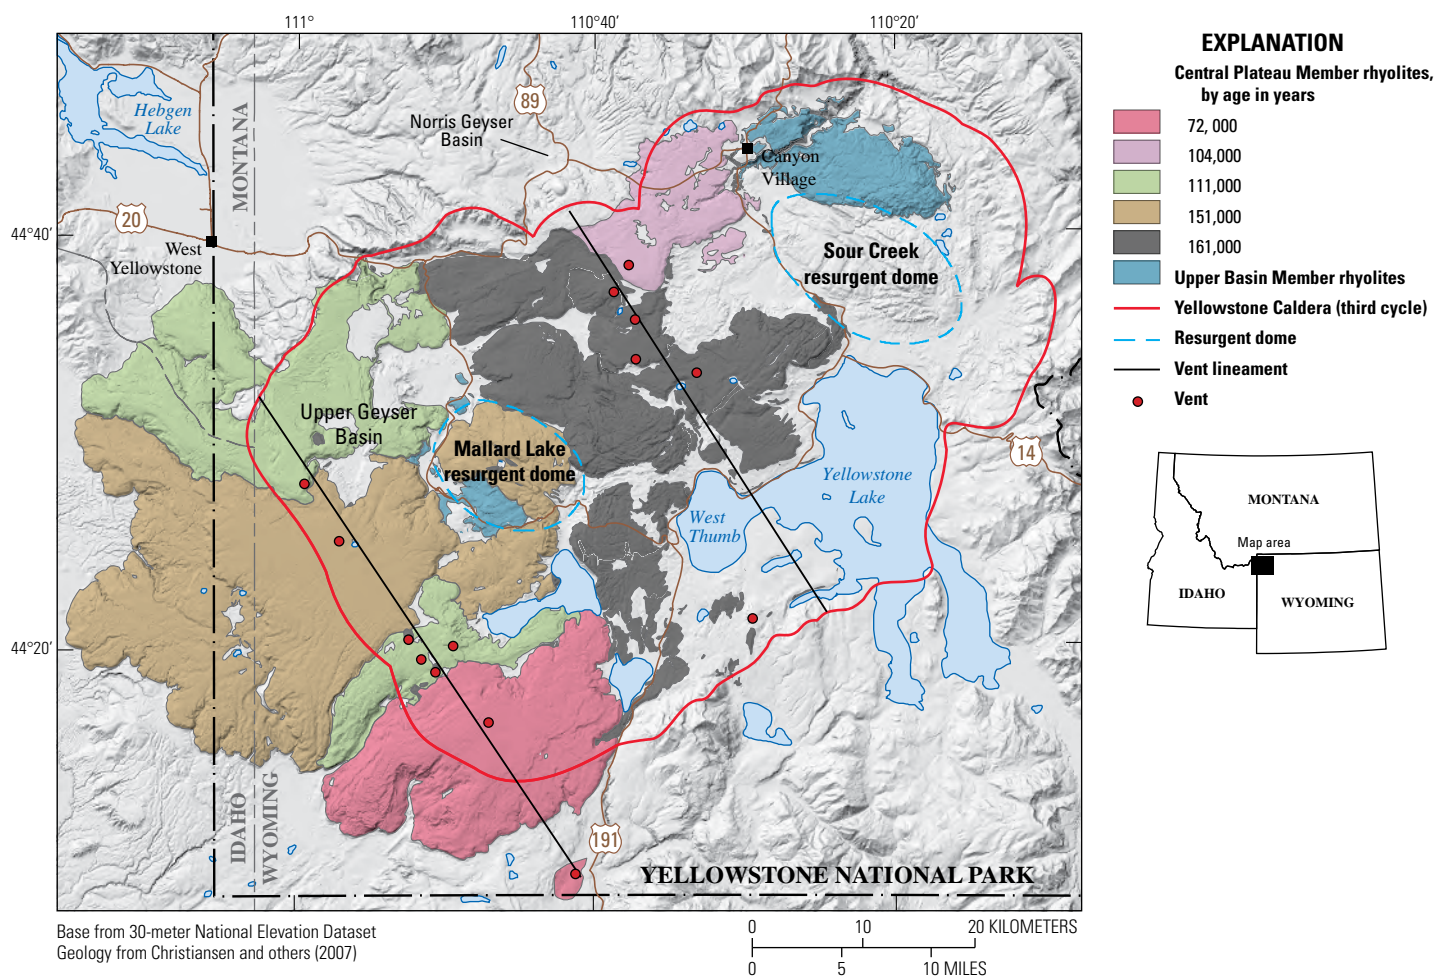 111°
110°40'
110°20'
89
Hebgen
Lake
MONTANA
Norris Geyser
Basin
Canyon
Village
20
44°40'
West
Yellowstone
Sour Creek
resurgent dome
Upper Geyser
Basin
Mallard Lake
resurgent dome
14
Yellowstone
Lake
West
Thumb
44°20'
IDAHO
WYOMING
191
YELLOWSTONE NATIONAL PARK
Base from 30-meter National Elevation Dataset
Geology from Christiansen and others (2007)
0 10 20 KILOMETERS
0 5 10 MILES
EXPLANATION
Central Plateau Member rhyolites,
by age in years
72, 000
104,000
111,000
151,000
161,000
Upper Basin Member rhyolites
Yellowstone Caldera (third cycle)
Resurgent dome
Vent lineament
Vent
MONTANA
Map area
IDAHO
WYOMING